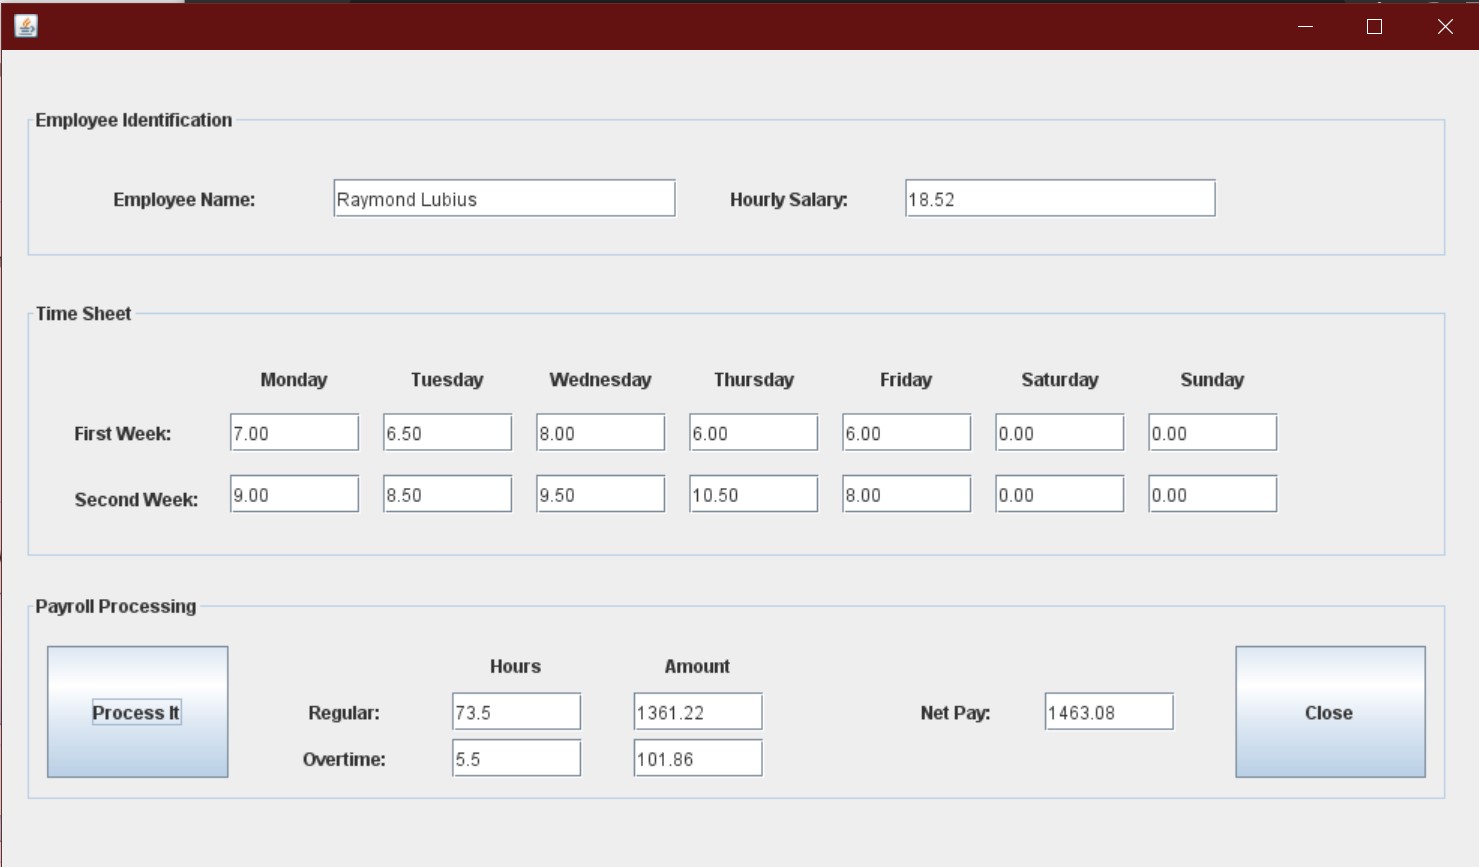 Employee Identification
Employee Name: Raymond Lubius Hourly Salary: 18.52
Time Sheet
Monday Tuesday Wednesday Thursday Friday Saturday Sunday
First Week: 7.00 6.50 8.00 6.00 6.00 0.00 0.00
Second Week: 9.00 8.50 9.50 10.50 8.00 0.00 0.00
Payroll Processing
Hours Amount
Process It Regular: 73.5 1361.22 Net Pay: 1463.08 Close
Overtime: 5.5 101.86